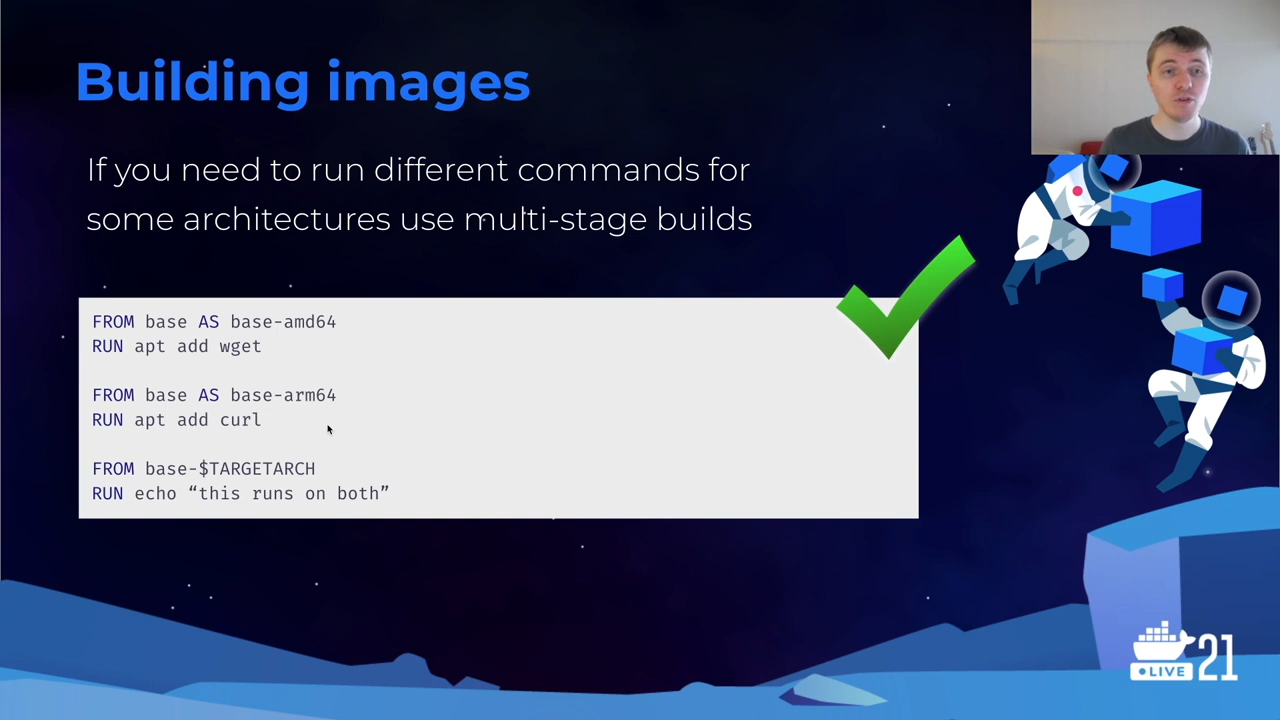 Building images
If you need to run different commands for
some architectures use multi-stage builds
FROM base AS base-amd64
RUN apt add wget
FROM base AS base-arm64
RUN apt add curl
FROM base-$TARGETARCH
RUN echo “this runs on both”
LIVE 21